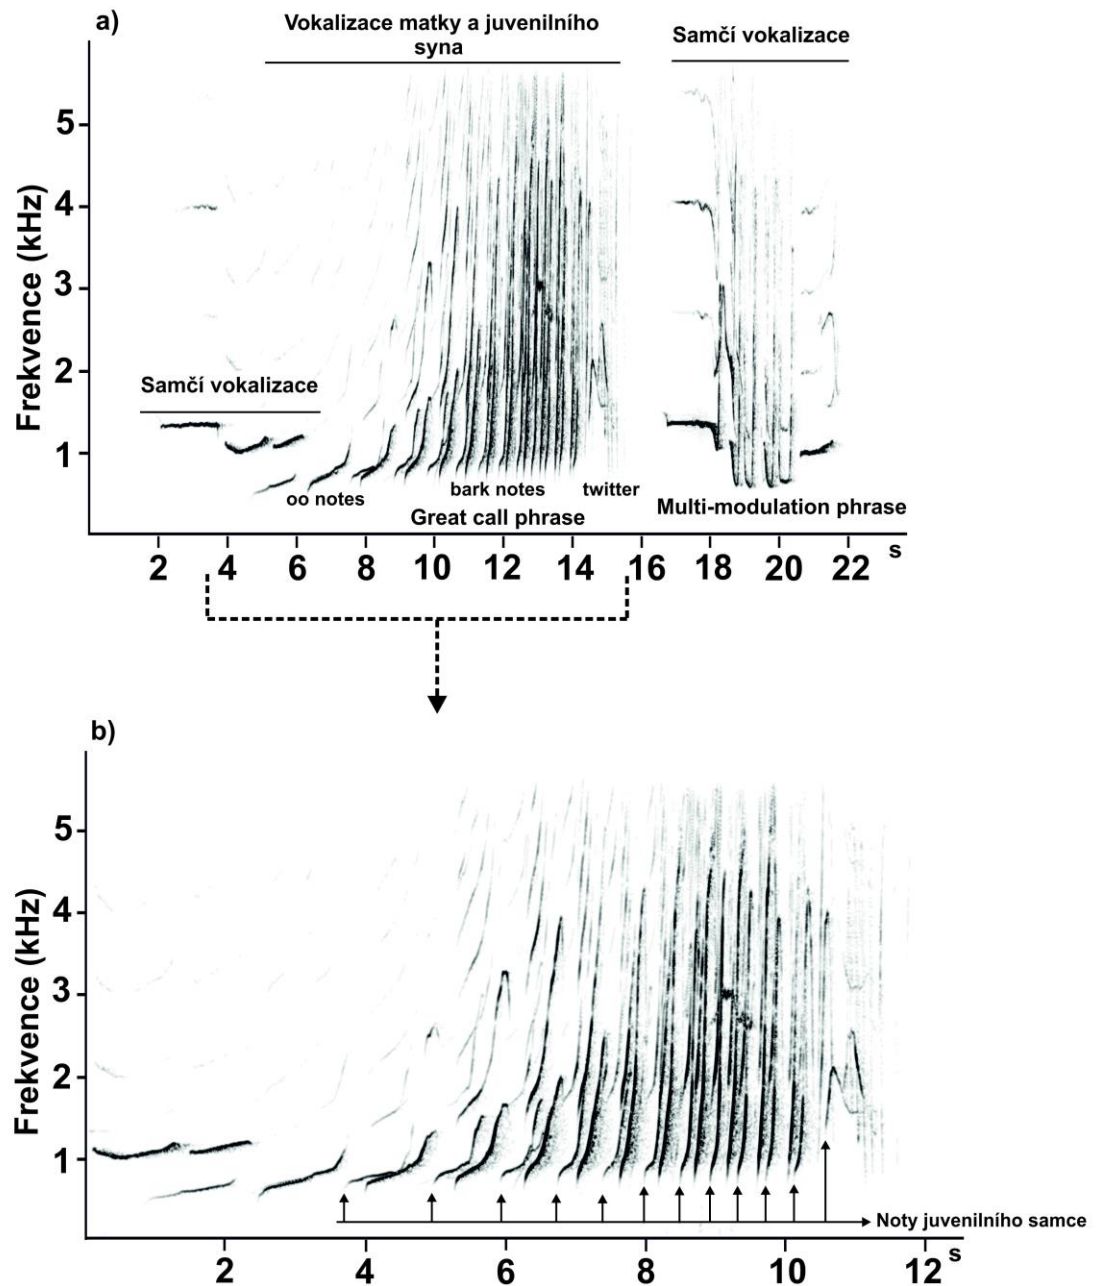 a)
Vokalizace matky a juvenilního
syna
Samčí vokalizace
Frekvence (kHz)
5
4
3
2
1
Samčí vokalizace
oo notes
bark notes
twitter
Great call phrase
Multi-modulation phrase
2 4 6 8 10 12 14 16 18 20 22 s
b)
Frekvence (kHz)
5
4
3
2
1
Noty juvenilního samce
2 4 6 8 10 12 s